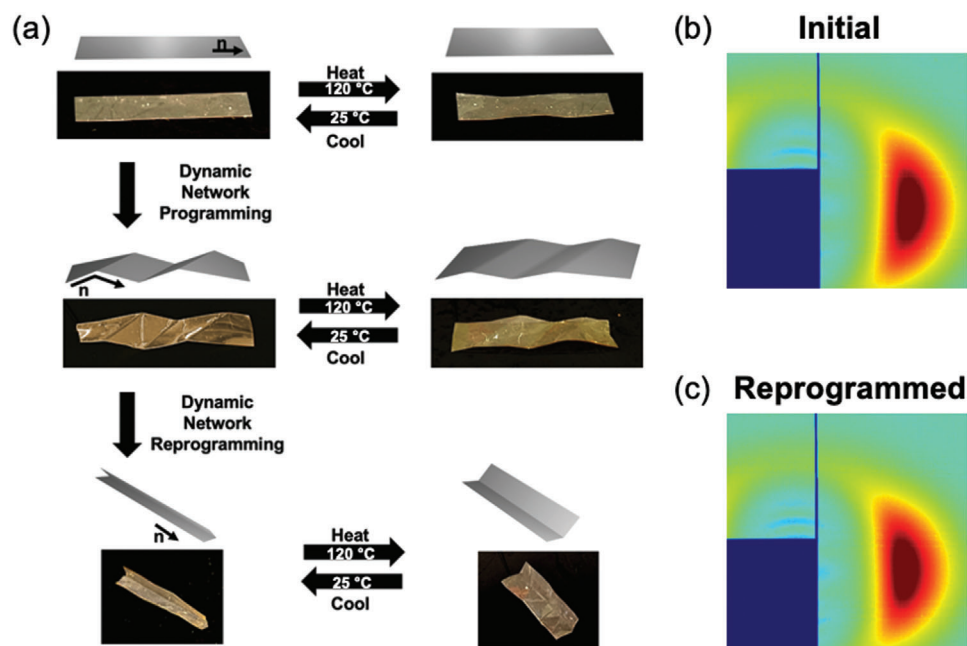 (a)
n
Heat
120 °C
25 °C
Cool
Dynamic
Network
Programming
n
Heat
120 °C
25 °C
Cool
Dynamic
Network
Reprogramming
n
Heat
120 °C
25 °C
Cool
(b) Initial
(c) Reprogrammed